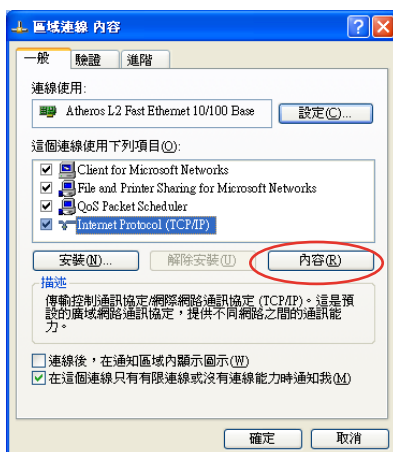 區域連線 內容
一般 驗證 進階
連線使用:
Atheros L2 Fast Ethernet 10/100 Base 設定(C)...
這個連線使用下列項目(O):
Client for Microsoft Networks
File and Printer Sharing for Microsoft Networks
QoS Packet Scheduler
Internet Protocol (TCP/IP)
安裝(N)... 解除安裝(U) 內容(R)
描述
傳輸控制通訊協定/網際網路通訊協定 (TCP/IP)。這是預
設的廣域網路通訊協定，提供不同網路之間的通訊能
力。
連線後，在通知區域內顯示圖示(W)
在這個連線只有有限連線或沒有連線能力時通知我(M)
確定 取消